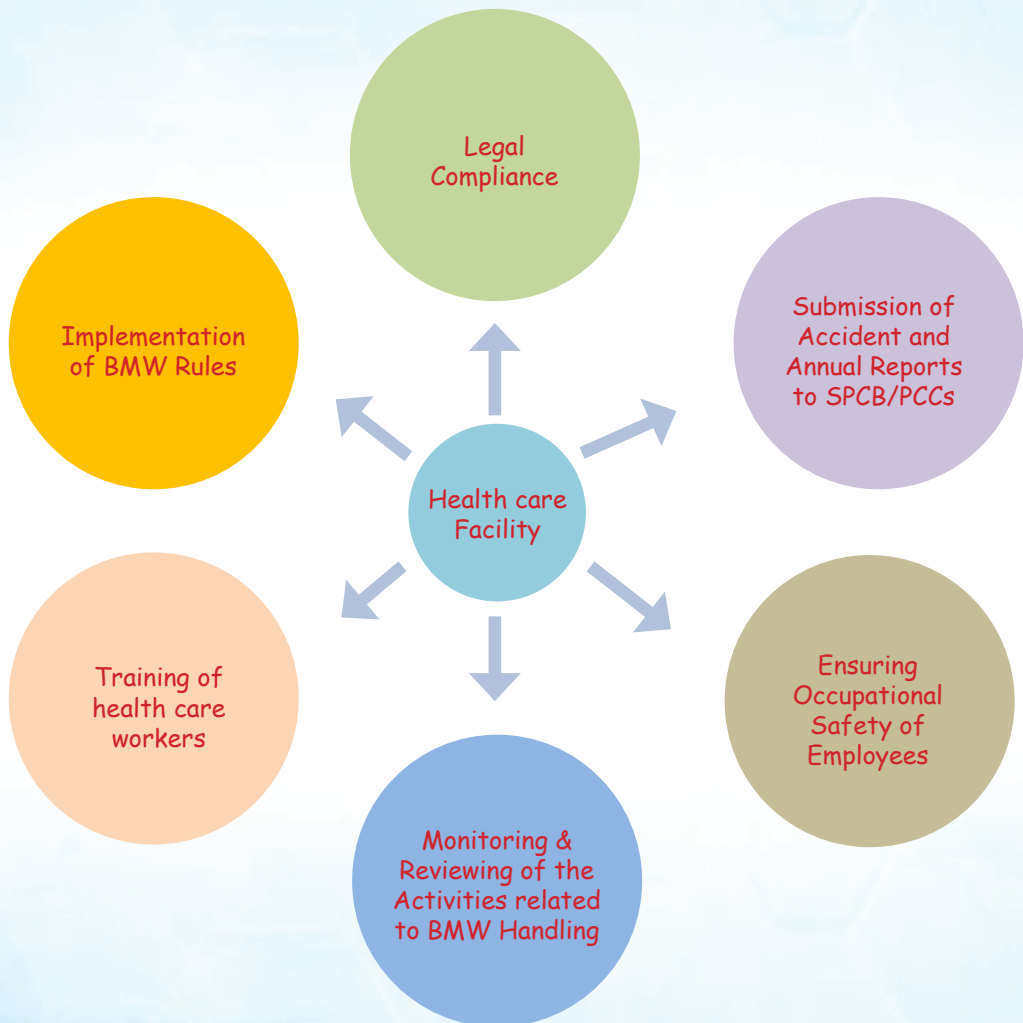 Legal
Compliance
Submission of
Accident and
Annual Reports
to SPCB/PCCs
Implementation
of BMW Rules
Health care
Facility
Ensuring
Occupational
Safety of
Employees
Training of
health care
workers
Monitoring &
Reviewing of the
Activities related
to BMW Handling